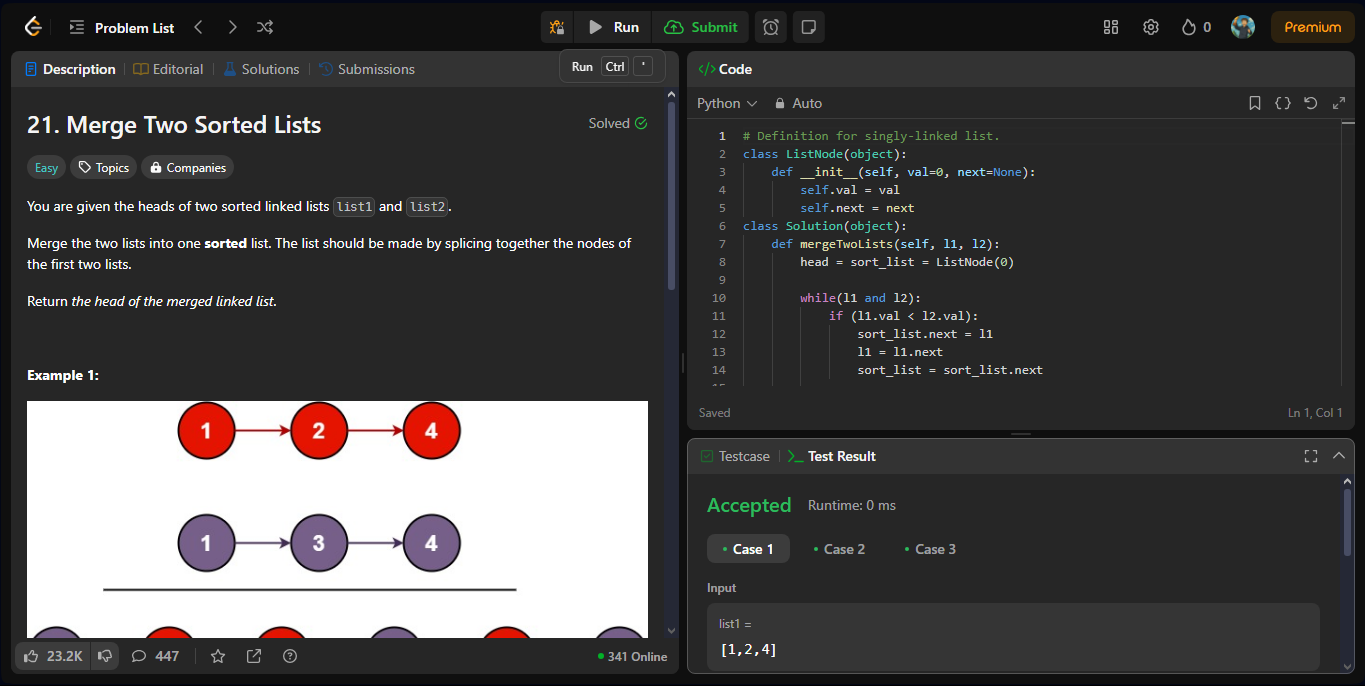 Problem List
Run
Submit
0
Premium
Description
Editorial
Solutions
Submissions
Run Ctrl '
21. Merge Two Sorted Lists
Solved
Easy
Topics
Companies
You are given the heads of two sorted linked lists list1 and list2.
Merge the two lists into one sorted list. The list should be made by splicing together the nodes of
the first two lists.
Return the head of the merged linked list.
Example 1:
1 2 4
1 3 4
23.2K
447
341 Online
</> Code
Python
Auto
1 # Definition for singly-linked list.
2 class ListNode(object):
3 def __init__(self, val=0, next=None):
4 self.val = val
5 self.next = next
6 class Solution(object):
7 def mergeTwoLists(self, l1, l2):
8 head = sort_list = ListNode(0)
9
10 while(l1 and l2):
11 if (l1.val < l2.val):
12 sort_list.next = l1
13 l1 = l1.next
14 sort_list = sort_list.next
Saved
Ln 1, Col 1
Testcase
Test Result
Accepted
Runtime: 0 ms
Case 1
Case 2
Case 3
Input
list1 =
[1,2,4]